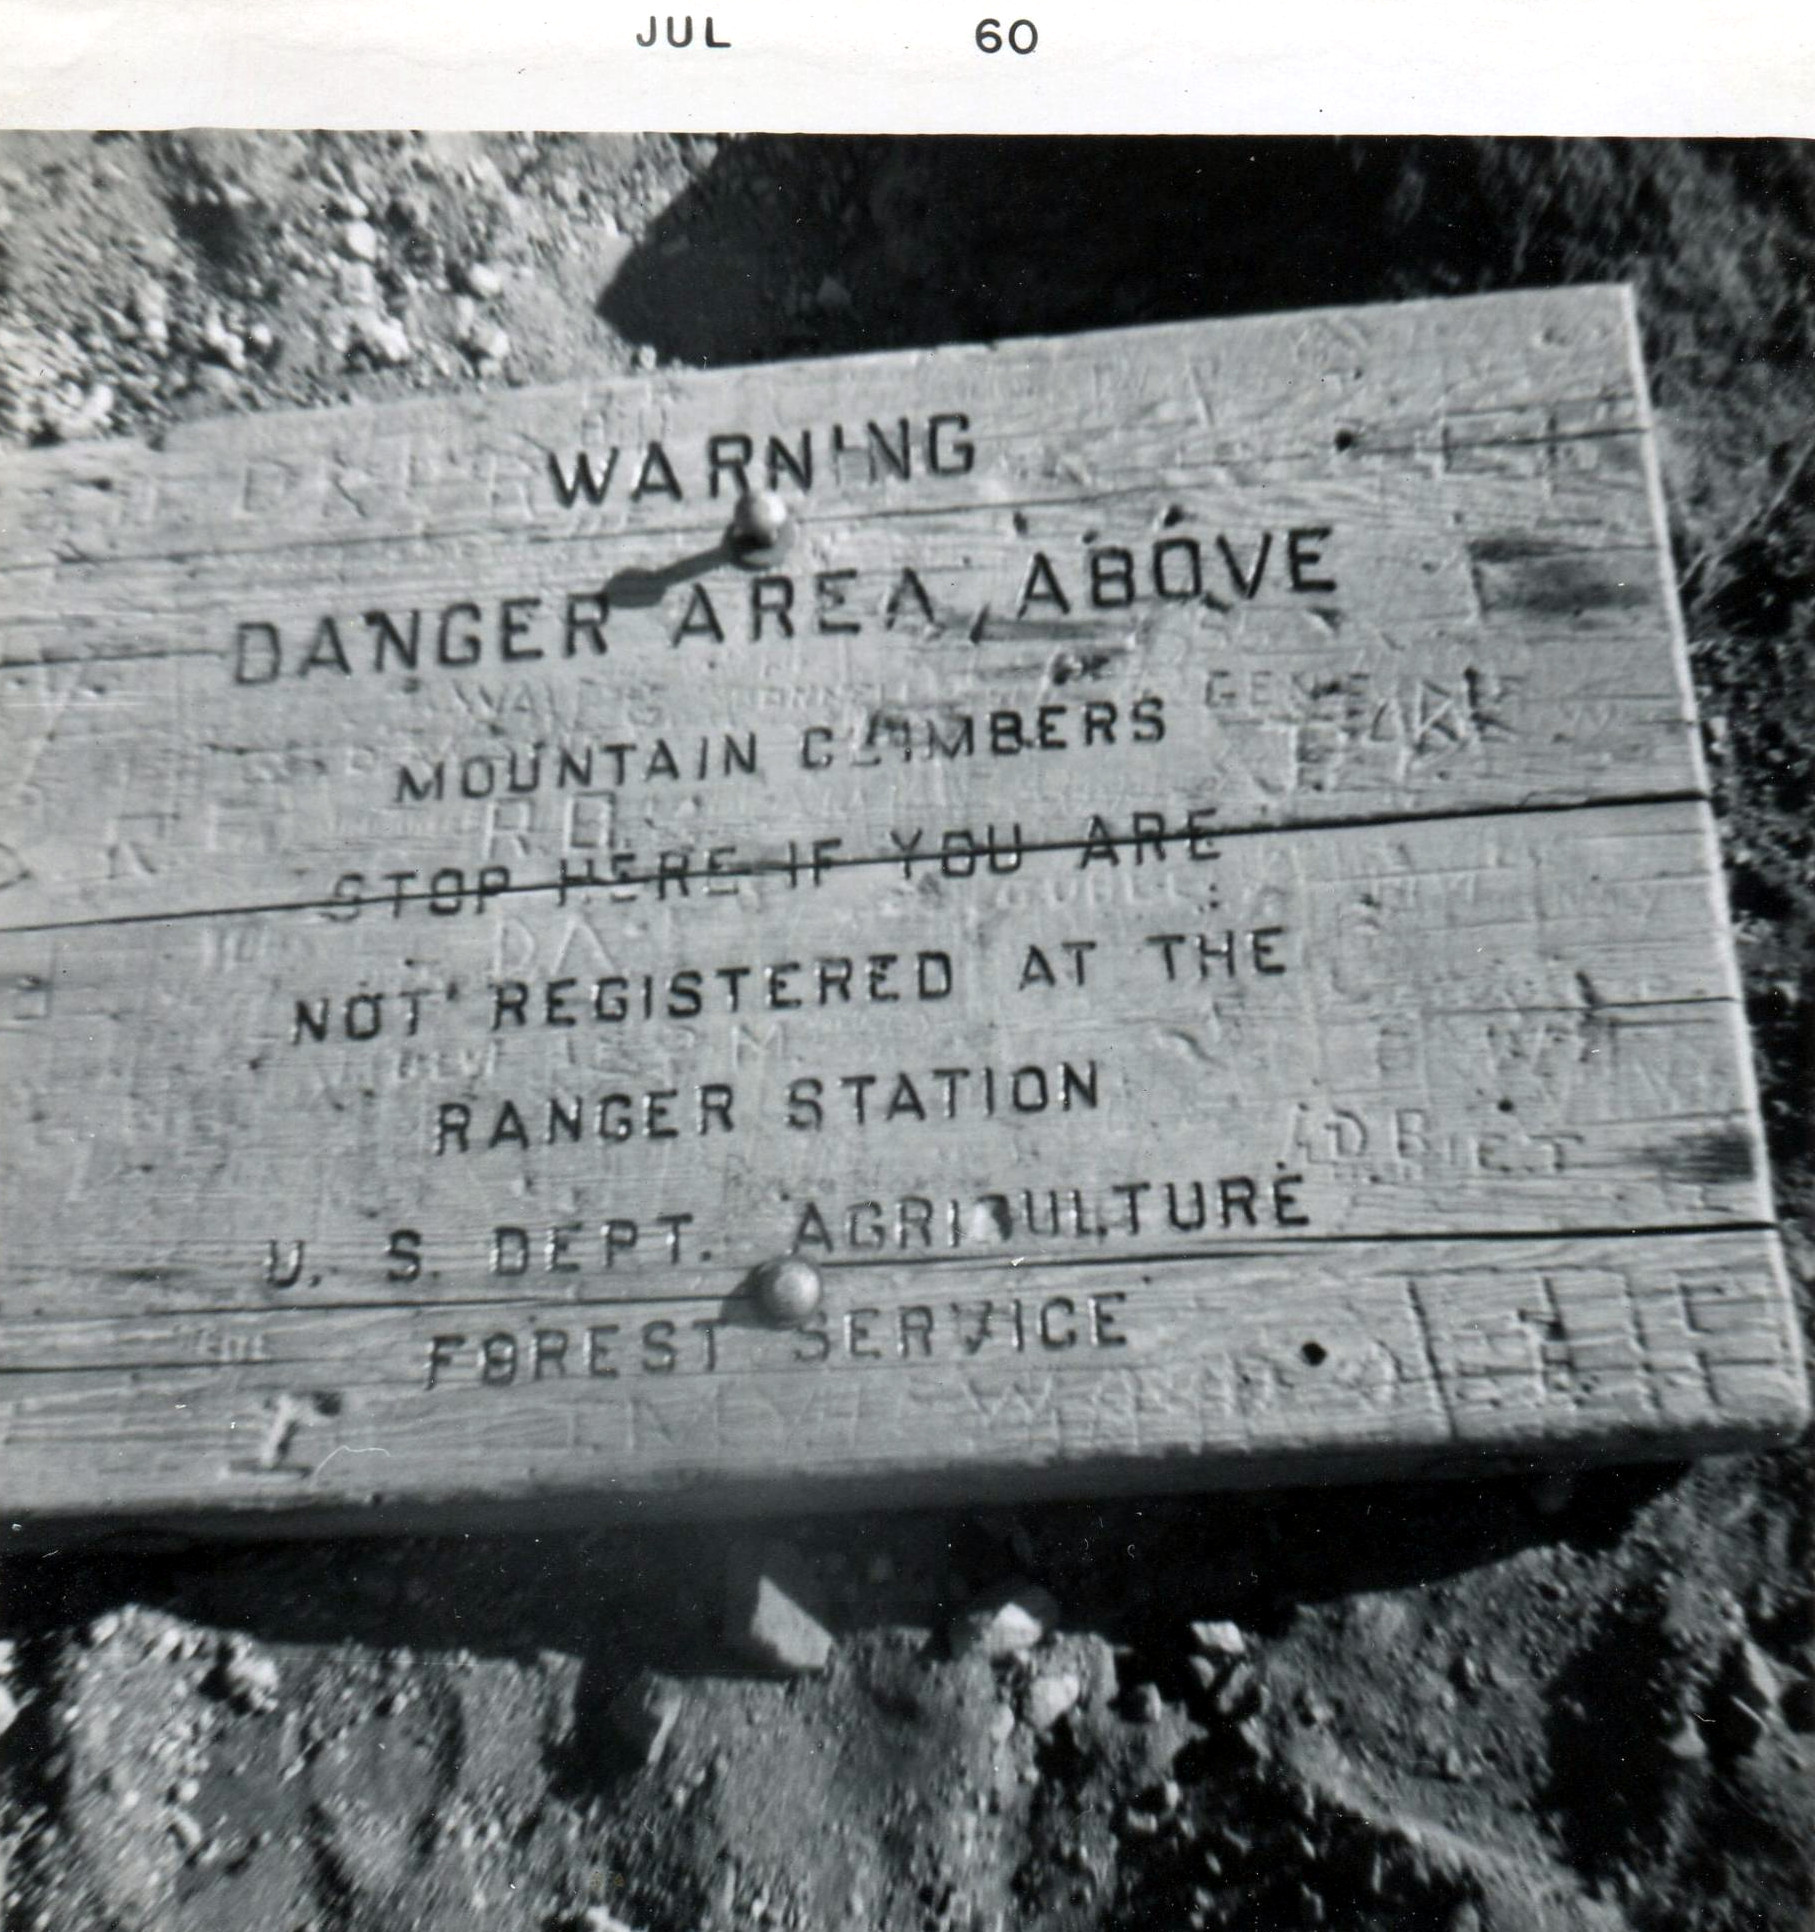 JUL 60
WARNING
DANGER AREA ABOVE
MOUNTAIN CLIMBERS
STOP HERE IF YOU ARE
NOT REGISTERED AT THE
RANGER STATION
U. S. DEPT. AGRICULTURE
FOREST SERVICE